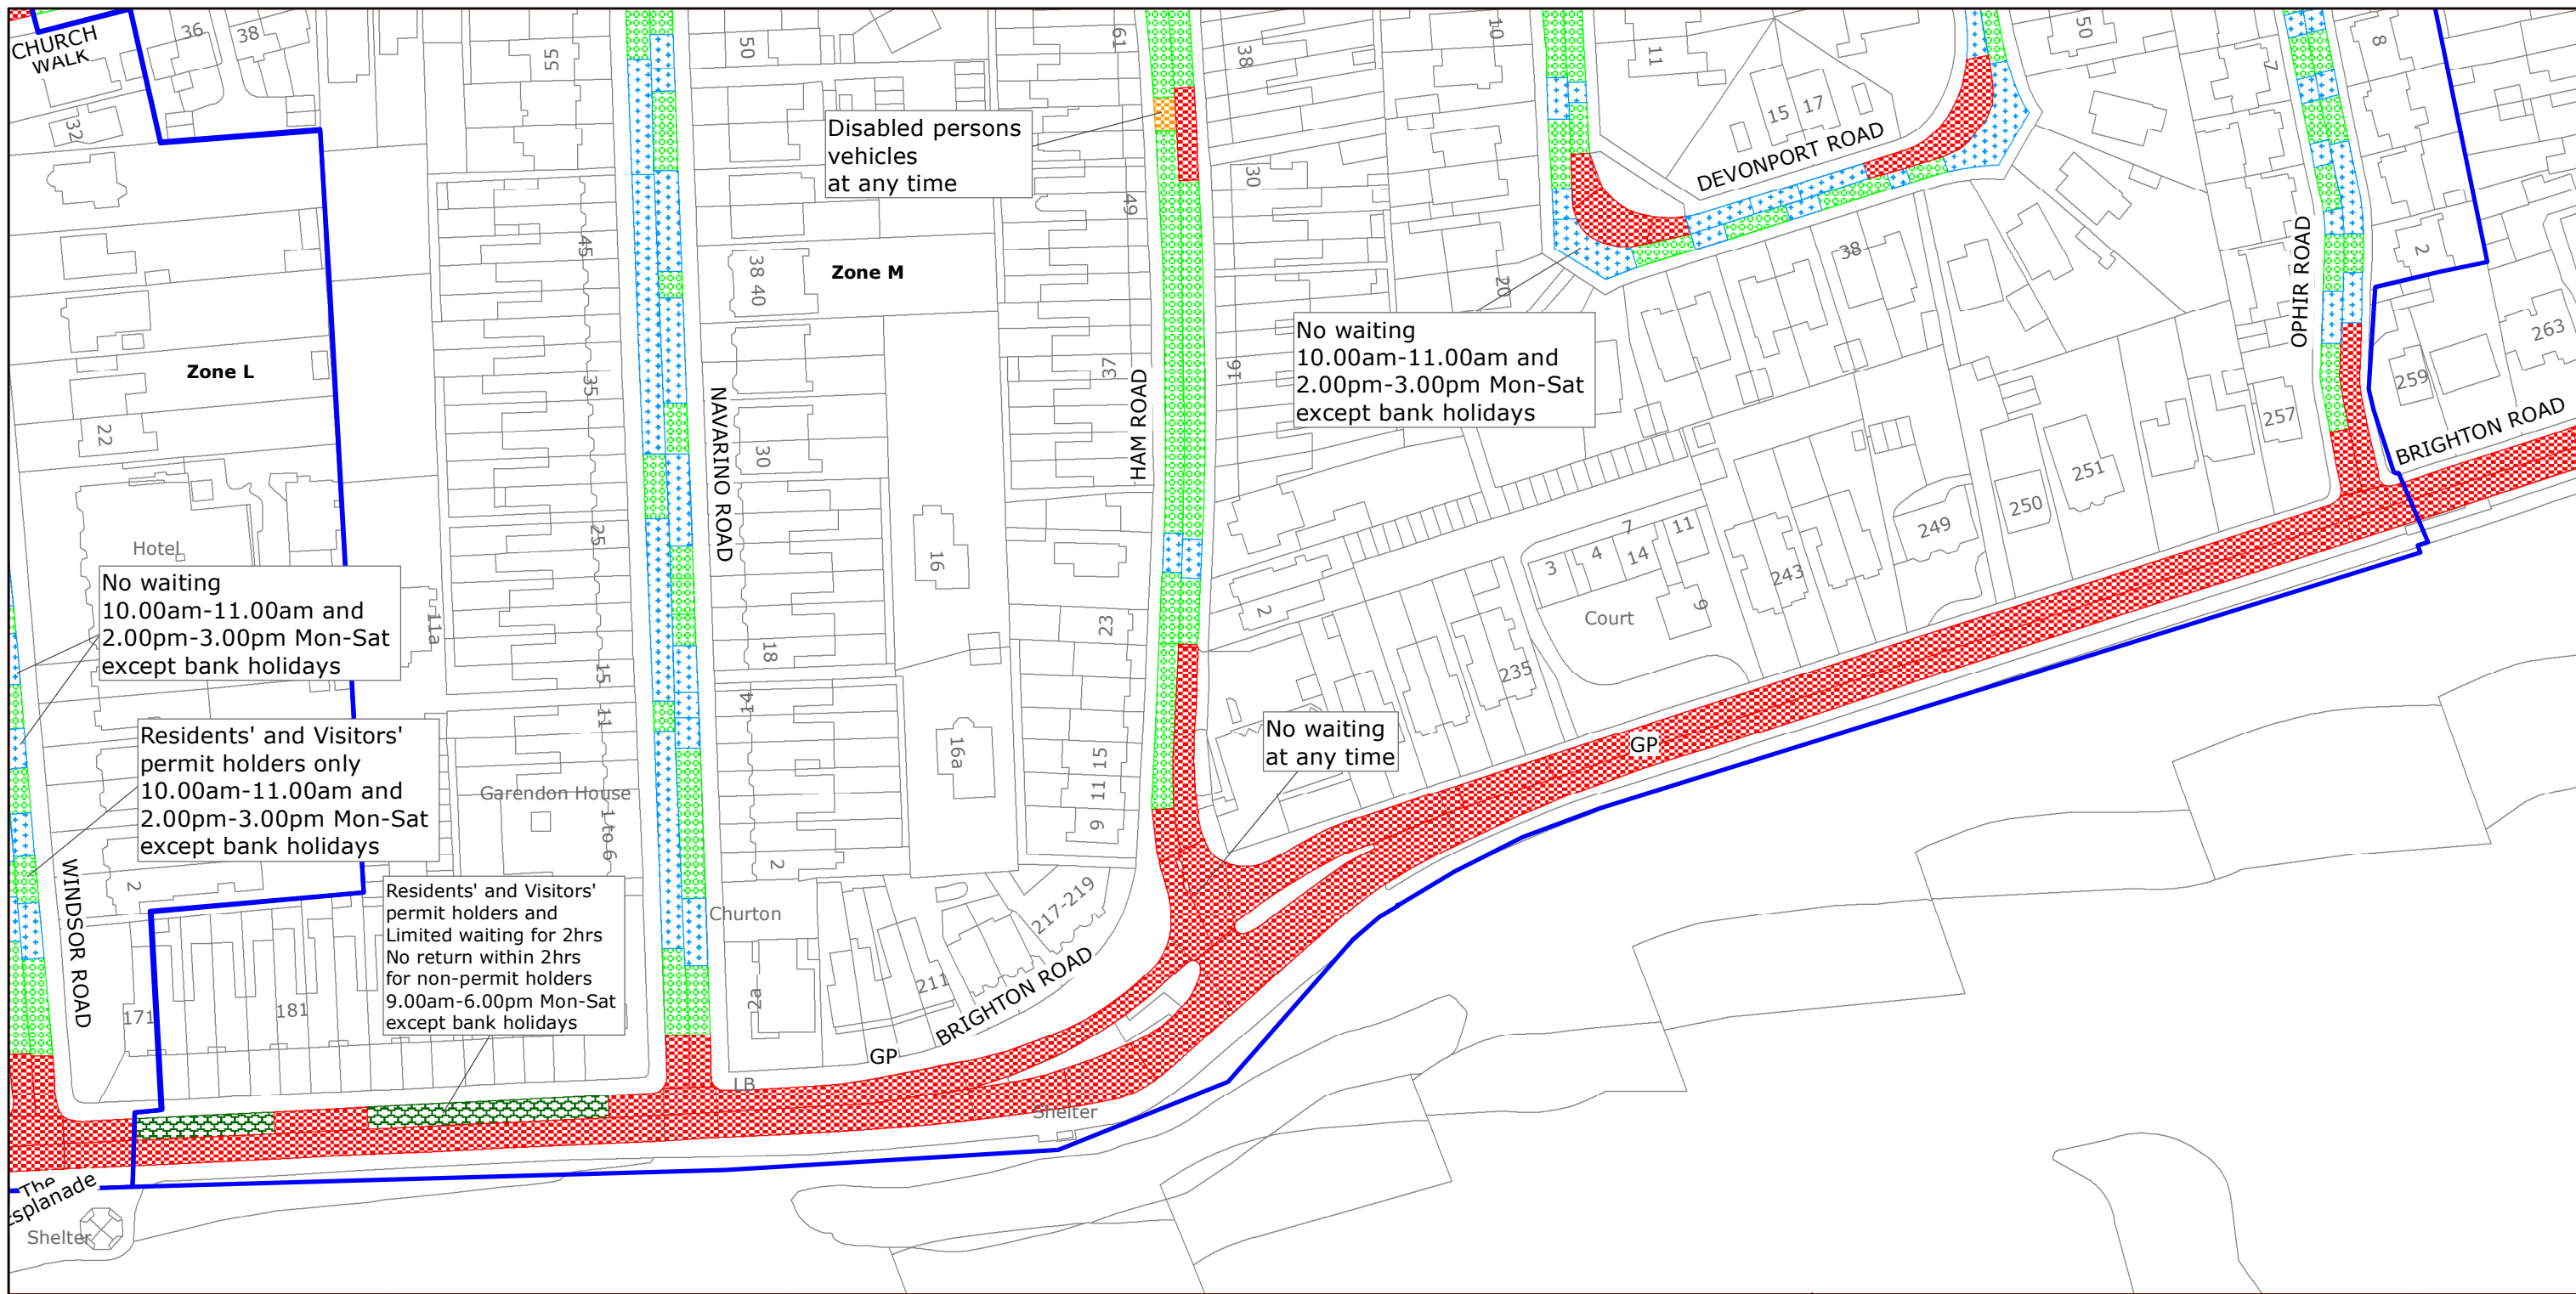 CHURCH
WALK
36
38
32
55
50
61
38
10
11
15
17
50
7
8
DEVONPORT ROAD
Disabled persons
vehicles
at any time
30
49
45
38 40
Zone M
20
38
OPHIR ROAD
2
263
Zone L
22
35
NAVARINO ROAD
30
37
HAM ROAD
16
No waiting
10.00am-11.00am and
2.00pm-3.00pm Mon-Sat
except bank holidays
259
257
BRIGHTON ROAD
251
250
249
243
Hotel
25
16
3
4
7
14
11
9
Court
2
235
No waiting
10.00am-11.00am and
2.00pm-3.00pm Mon-Sat
except bank holidays
11a
15
18
23
14
11
Residents' and Visitors'
permit holders only
10.00am-11.00am and
2.00pm-3.00pm Mon-Sat
except bank holidays
Garendon House
1 to 6
16a
9 11 15
No waiting
at any time
GP
WINDSOR ROAD
2
2
Residents' and Visitors'
permit holders and
Limited waiting for 2hrs
No return within 2hrs
for non-permit holders
9.00am-6.00pm Mon-Sat
except bank holidays
Churton
217-219
171
181
2a
211
BRIGHTON ROAD
GP
LB
Shelter
The
Esplanade
Shelter